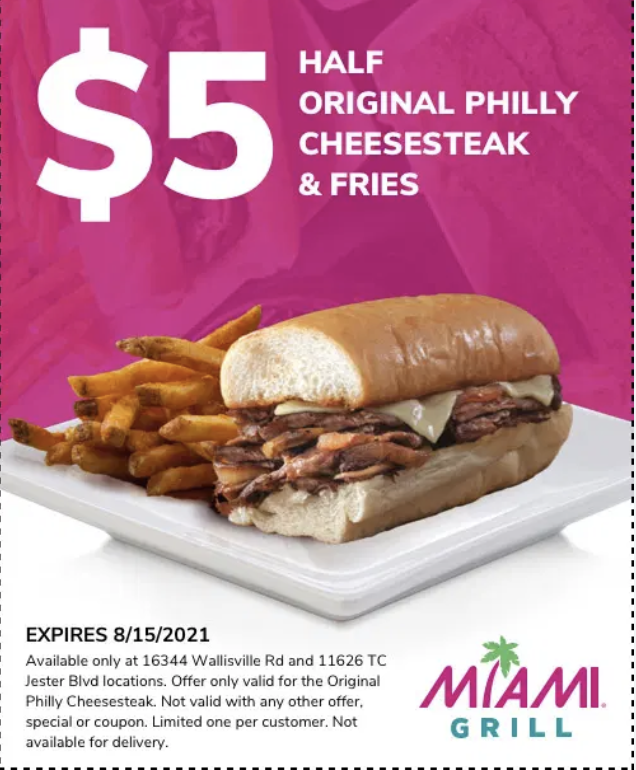 $5
HALF
ORIGINAL PHILLY
CHEESESTEAK
& FRIES
EXPIRES 8/15/2021
Available only at 16344 Wallisville Rd and 11626 TC
Jester Blvd locations. Offer only valid for the Original
Philly Cheesesteak. Not valid with any other offer,
special or coupon. Limited one per customer. Not
available for delivery.
MIAMI
GRILL